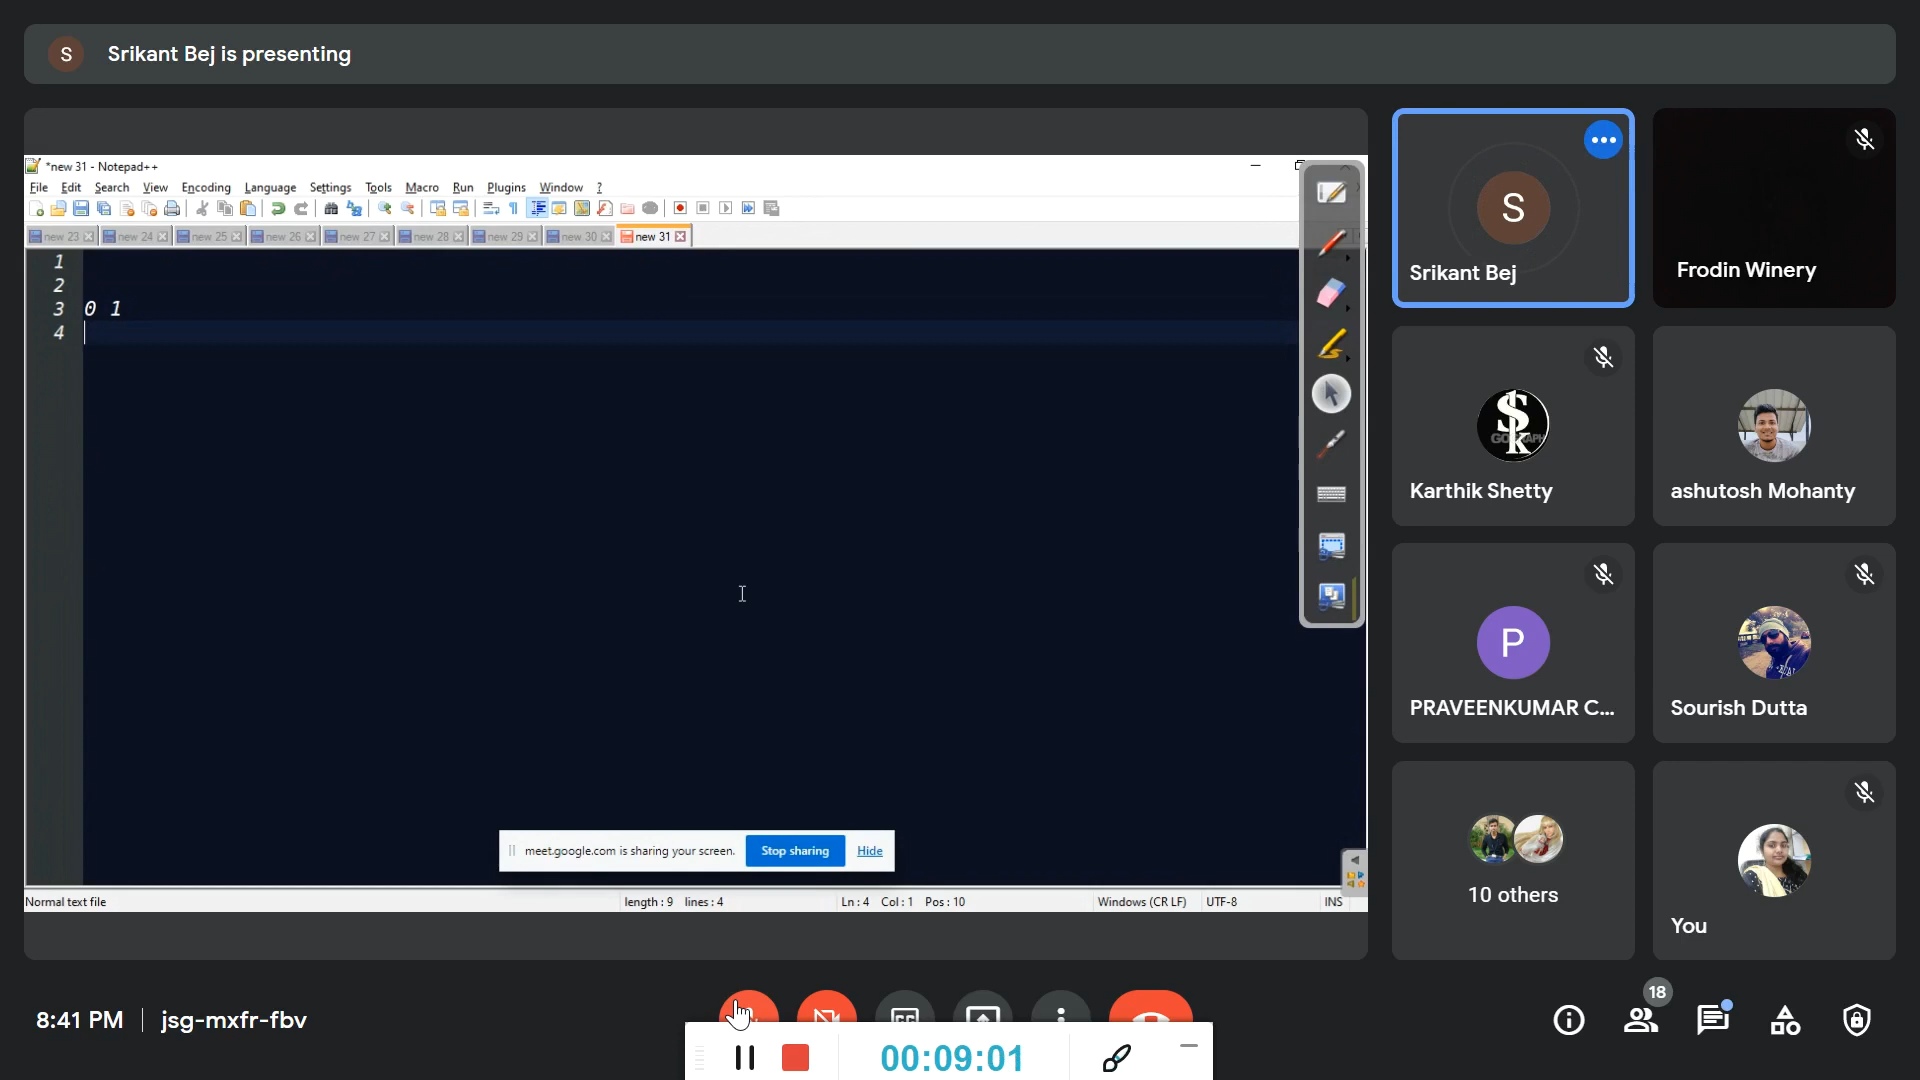 S Srikant Bej is presenting
*new 31 - Notepad++
File Edit Search View Encoding Language Settings Tools Macro Run Plugins Window ?
new 23 new 24 new 25 new 26 new 27 new 28 new 29 new 30 new 31
1
2
3 0 1
4
meet.google.com is sharing your screen. Stop sharing Hide
Normal text file length : 9 lines : 4 Ln : 4 Col : 1 Pos : 10 Windows (CR LF) UTF-8 INS
S
Srikant Bej
Frodin Winery
Karthik Shetty
ashutosh Mohanty
P
PRAVEENKUMAR C...
Sourish Dutta
10 others
You
8:41 PM jsg-mxfr-fbv
18
00:09:01